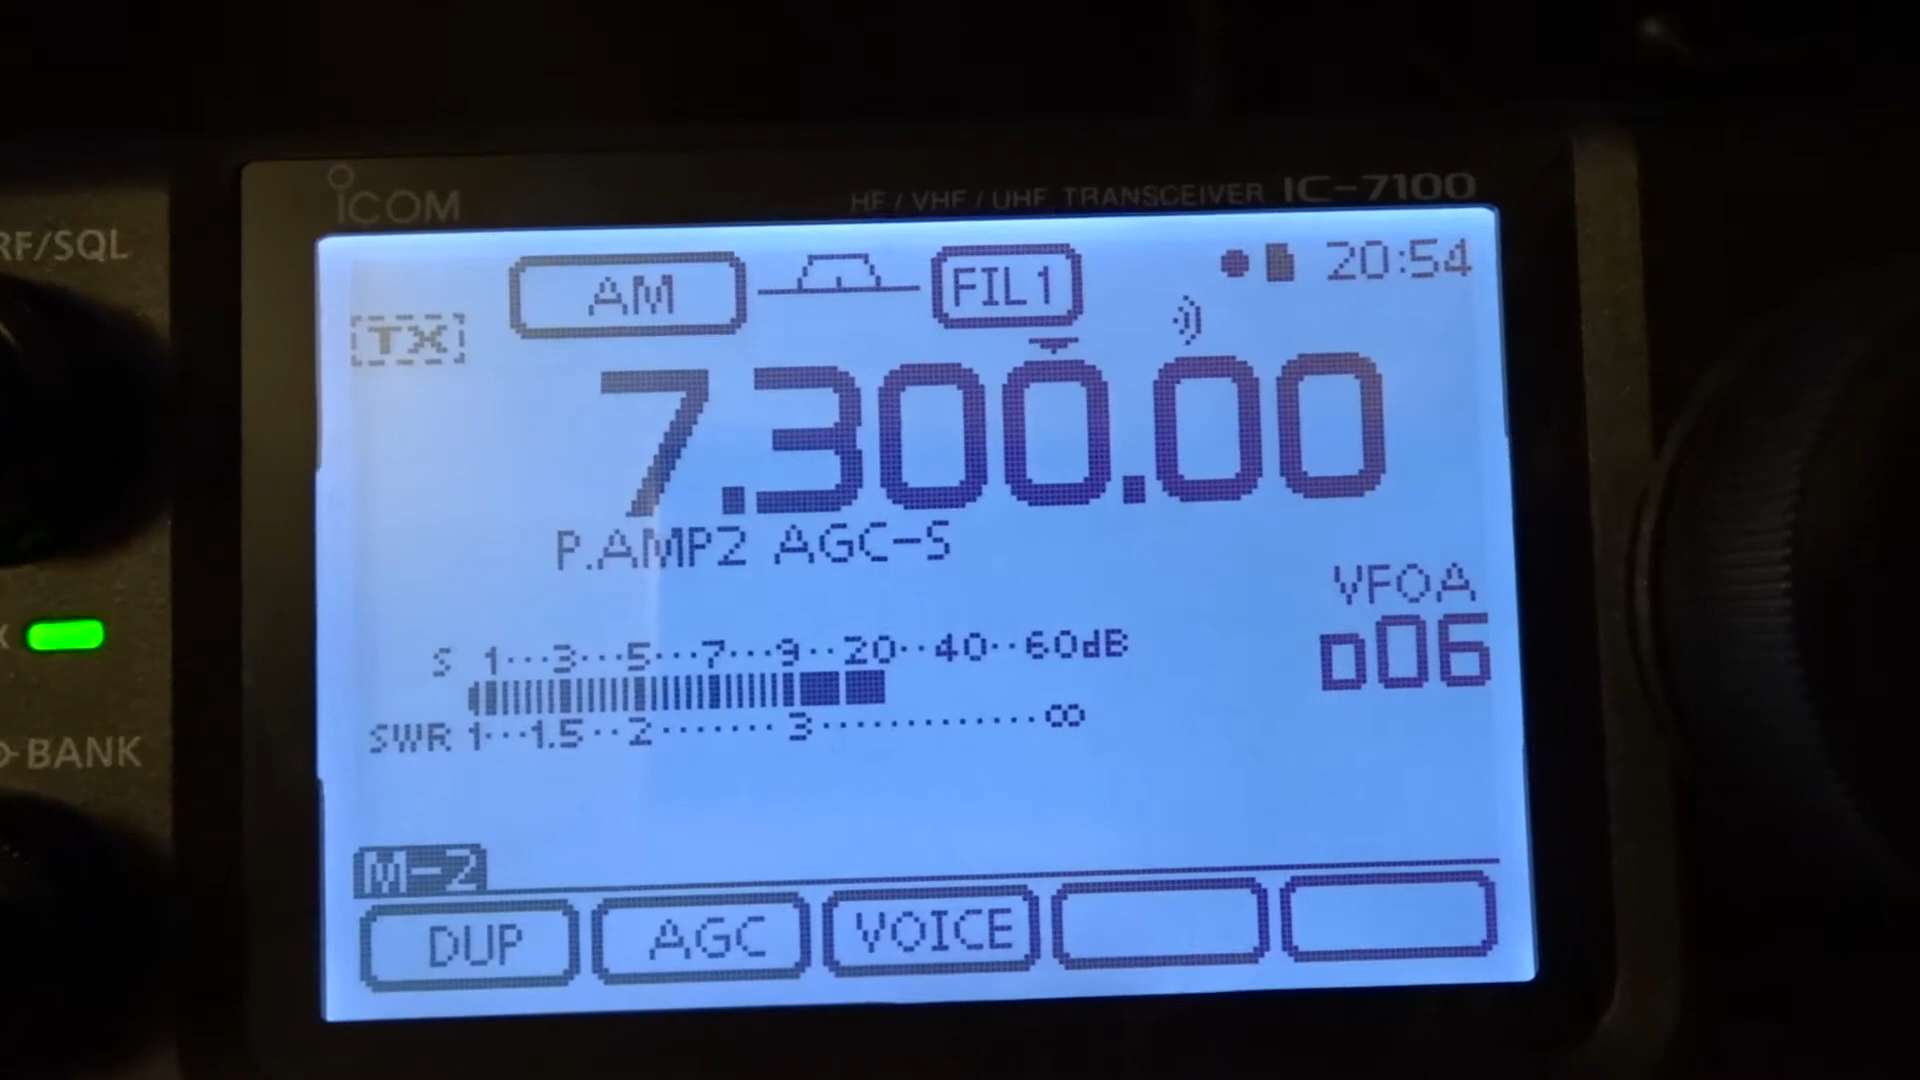 ICOM
HF / VHF / UHF TRANSCEIVER IC-7100
RF/SQL
AM FIL1 20:54
TX
7.300.00
P.AMP2 AGC-S
VFOA
S 1···3···5···7···9··20··40··60dB
006
SWR 1···1.5··2·······3············∞
BANK
M-2
DUP AGC VOICE